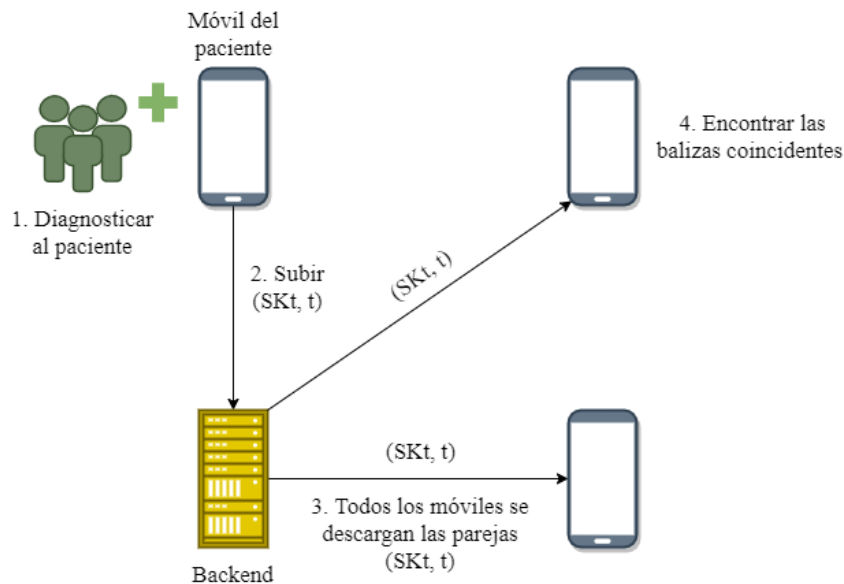 Móvil del
paciente
1. Diagnosticar
al paciente
2. Subir
(SKt, t)
(SKt, t)
4. Encontrar las
balizas coincidentes
(SKt, t)
3. Todos los móviles se
descargan las parejas
(SKt, t)
Backend